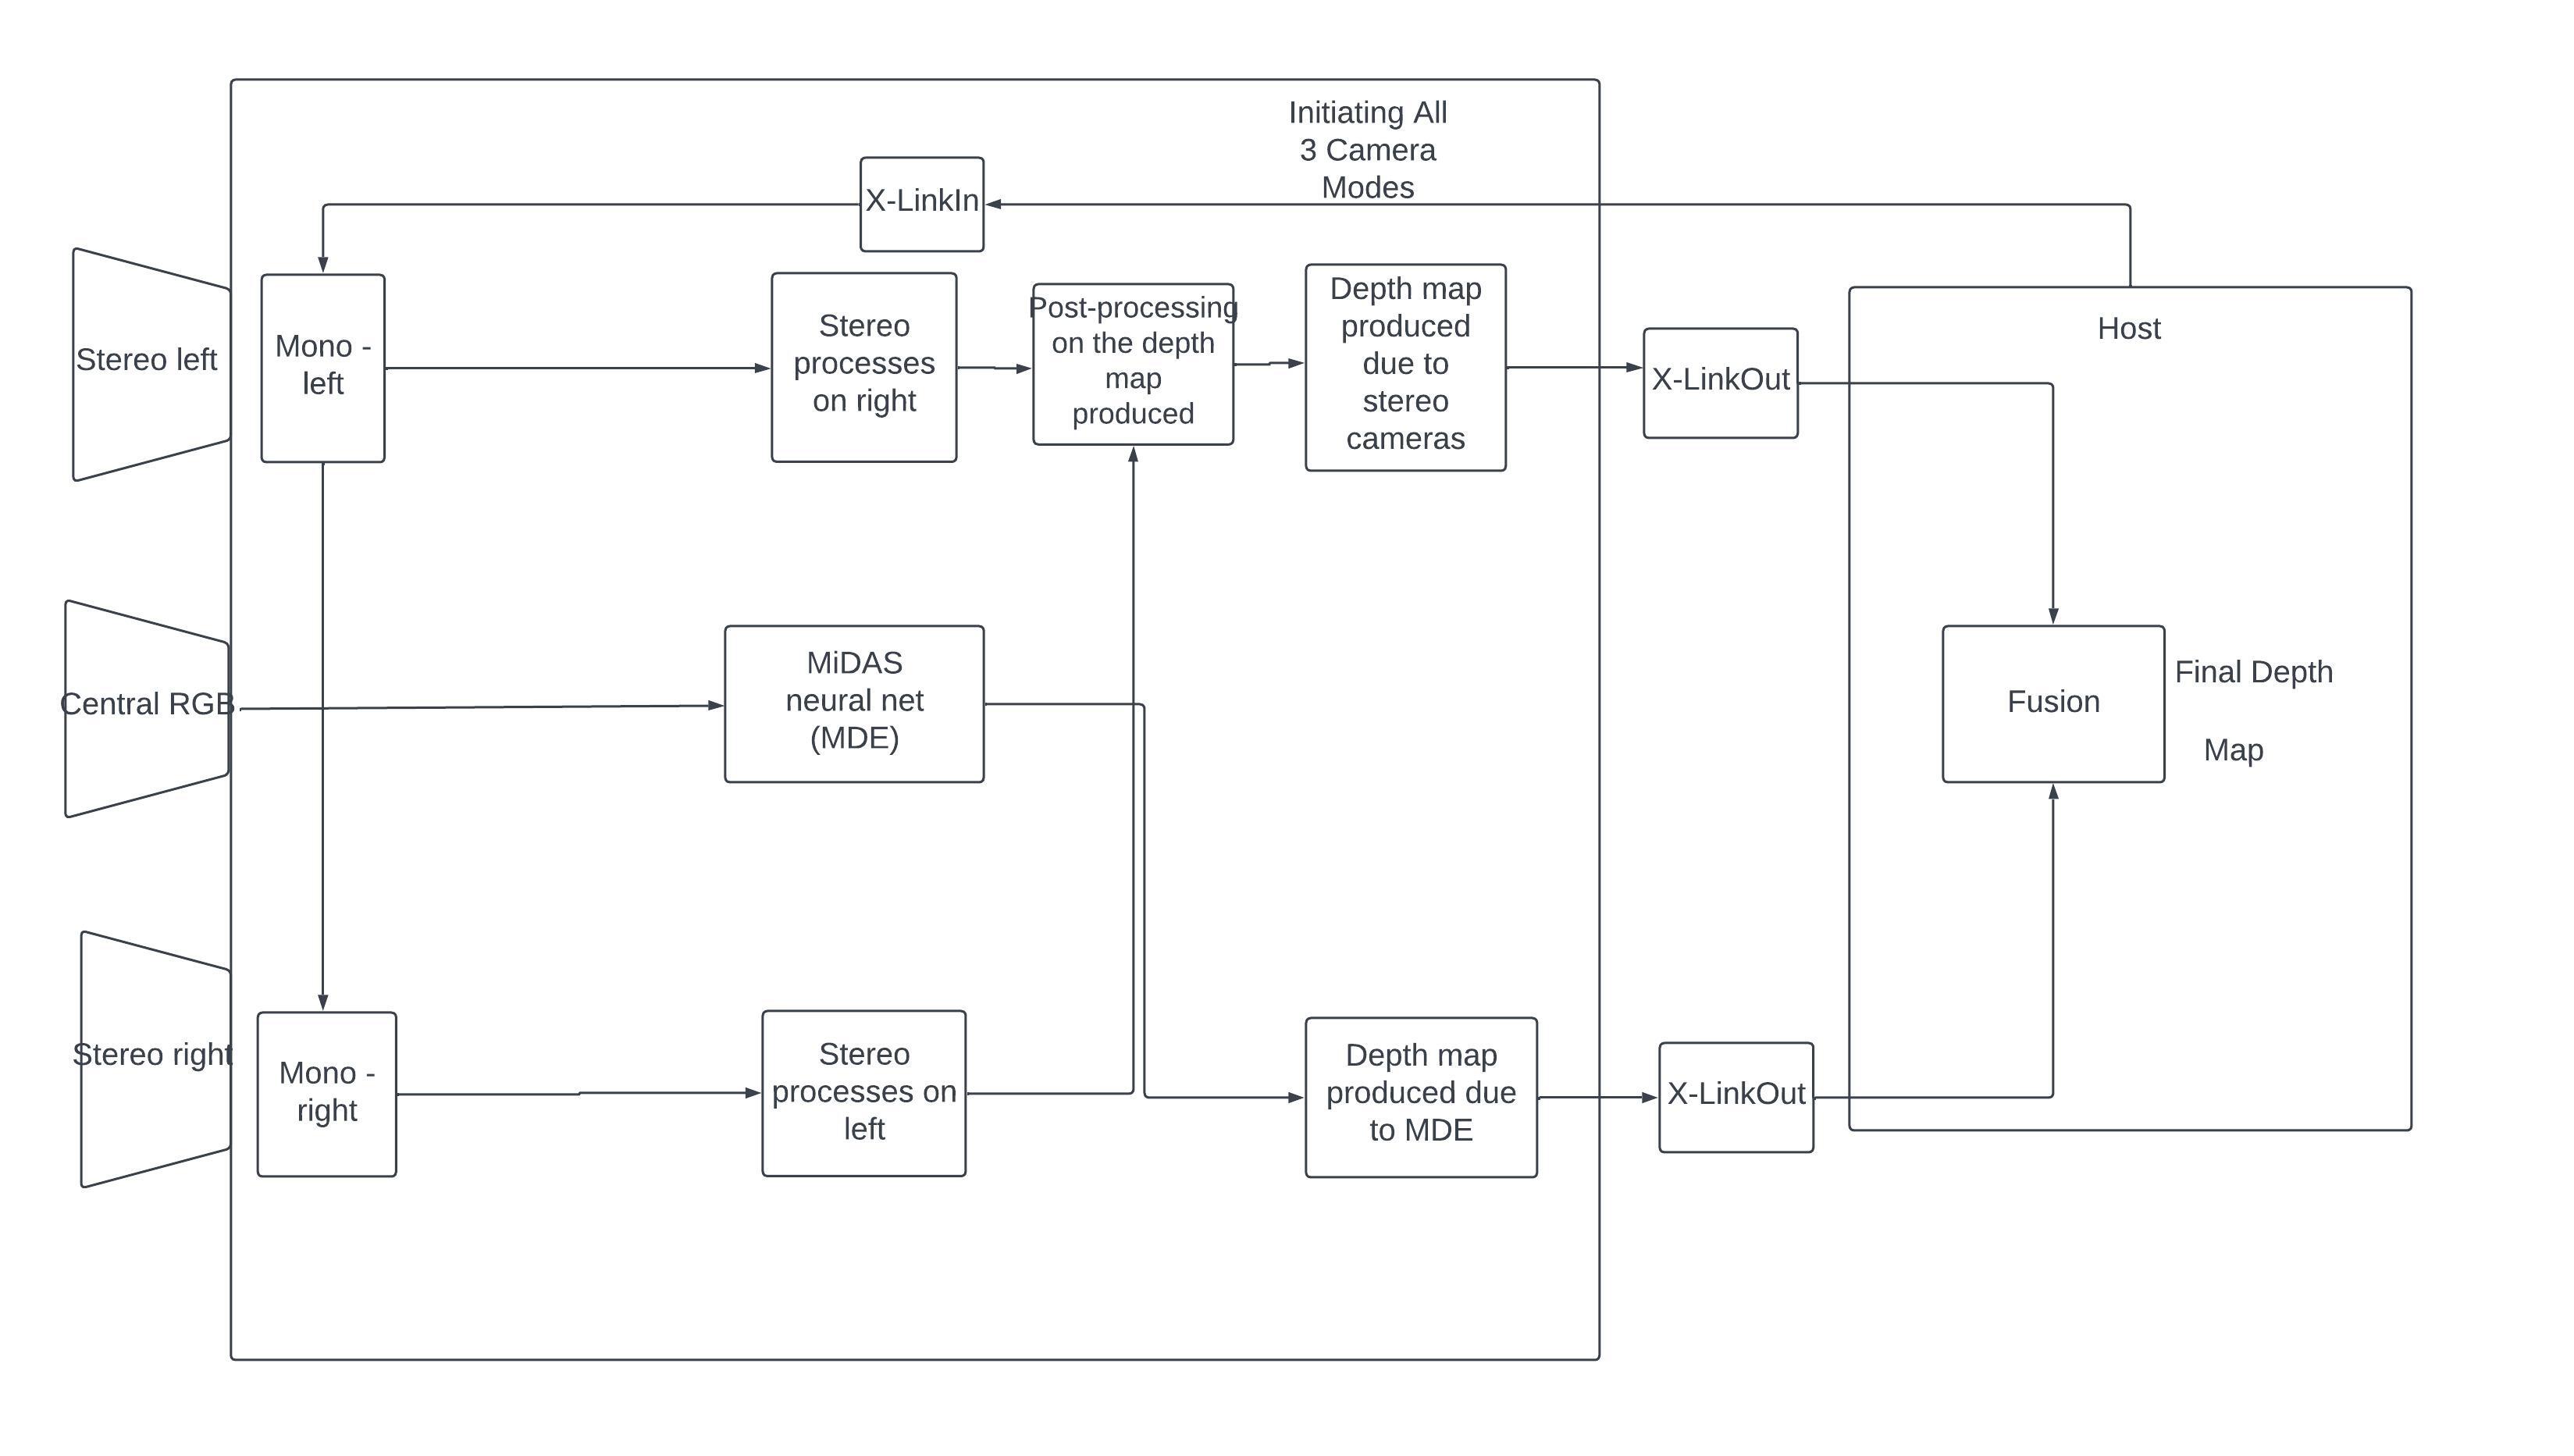 Initiating All
3 Camera
Modes
X-LinkIn
Stereo left
Mono -
left
Stereo
processes
on right
Post-processing
on the depth
map
produced
Depth map
produced
due to
stereo
cameras
X-LinkOut
Host
Central RGB
MiDAS
neural net
(MDE)
Fusion
Final Depth
Map
Stereo right
Mono -
right
Stereo
processes on
left
Depth map
produced due
to MDE
X-LinkOut